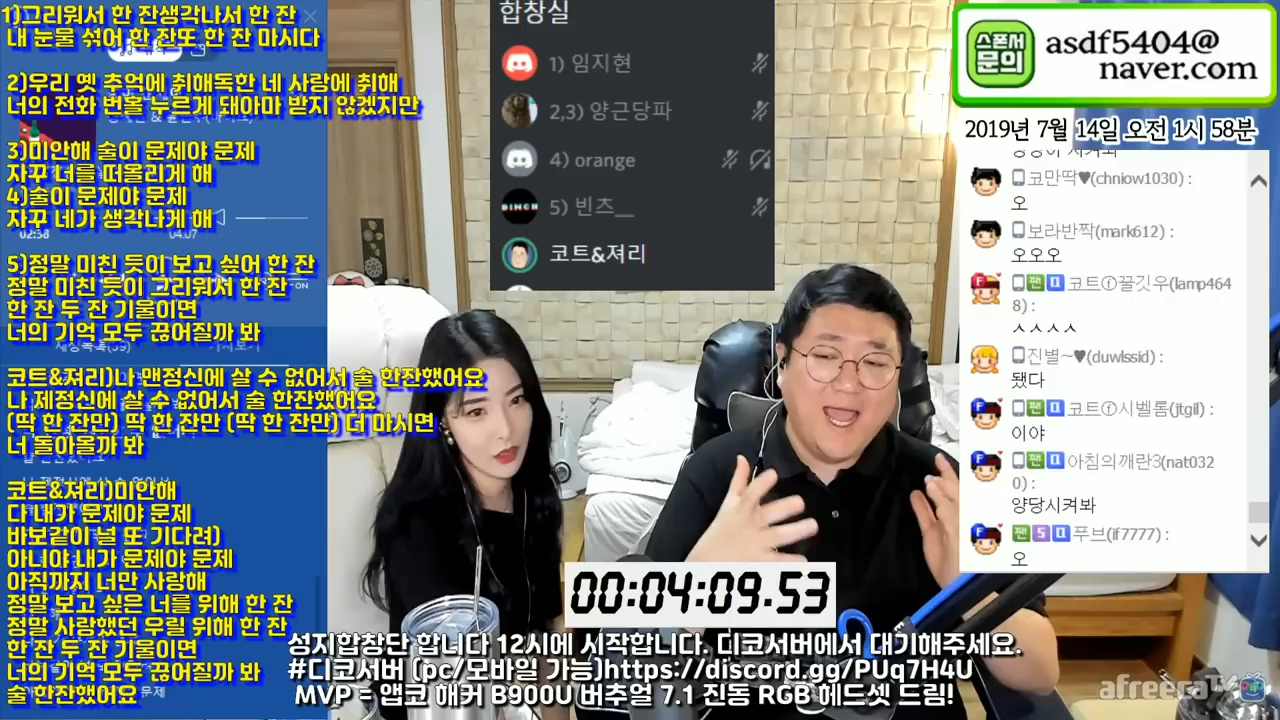 1)그리워서 한 잔생각나서 한 잔
내 눈물 섞어 한 잔또 한 잔 마시다
2)우리 옛 추억에 취해독한 네 사랑에 취해
너의 전화 번홀 누르게 돼아마 받지 않겠지만
3)미안해 술이 문제야 문제
자꾸 너를 떠올리게 해
4)술이 문제야 문제
자꾸 네가 생각나게 해
02:38
04:07
5)정말 미친 듯이 보고 싶어 한 잔
정말 미친 듯이 그리워서 한 잔
한 잔 두 잔 기울이면
너의 기억 모두 끊어질까 봐
코트&져리)나 맨정신에 살 수 없어서 술 한잔했어요
나 제정신에 살 수 없어서 술 한잔했어요
(딱 한 잔만) 딱 한 잔만 (딱 한 잔만) 더 마시면
너 돌아올까 봐
코트&져리)미안해
다 내가 문제야 문제
바보같이 널 또 기다려)
아니야 내가 문제야 문제
아직까지 너만 사랑해
정말 보고 싶은 너를 위해 한 잔
정말 사랑했던 우릴 위해 한 잔
한 잔 두 잔 기울이면
너의 기억 모두 끊어질까 봐
술 한잔했어요
합창실
1) 임지현
2,3) 양근당파
4) orange
5) 빈츠__
코트&져리
스폰서
문의
asdf5404@
naver.com
2019년 7월 14일 오전 1시 58분
코만딱♥(chniow1030) :
오
보라반짝(mark612) :
오오오
팬 Q 코트ⓕ꿀깃우(lamp464
8) :
ㅅㅅㅅㅅ
진별~♥(duwlssid) :
됐다
팬 Q 코트ⓕ시벨롬(jtgil) :
이야
팬 Q 아침의깨란3(nat032
0) :
양당시켜봐
팬 S Q 푸브(if7777) :
오
00:04:09.53
성지합창단 합니다 12시에 시작합니다. 디코서버에서 대기해주세요.
#디코서버 (pc/모바일 가능)https://discord.gg/PUq7H4U
MVP = 앱코 해커 B900U 버추얼 7.1 진동 RGB 헤드셋 드림!
afreecaTV